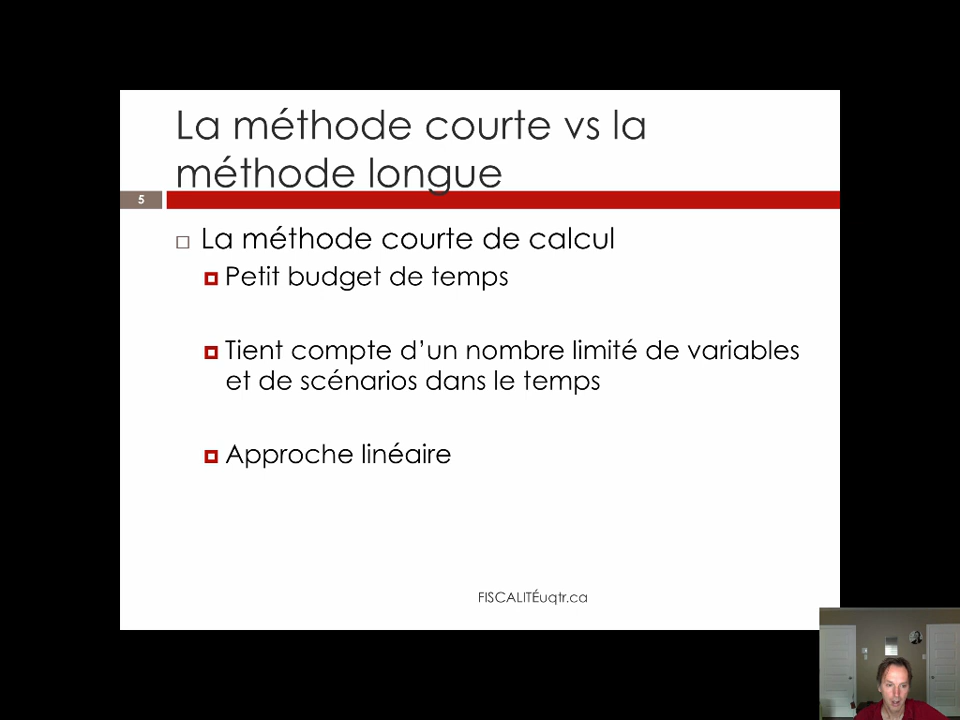 La méthode courte vs la
méthode longue
5
La méthode courte de calcul
Petit budget de temps
Tient compte d’un nombre limité de variables
et de scénarios dans le temps
Approche linéaire
FISCALITÉuqtr.ca